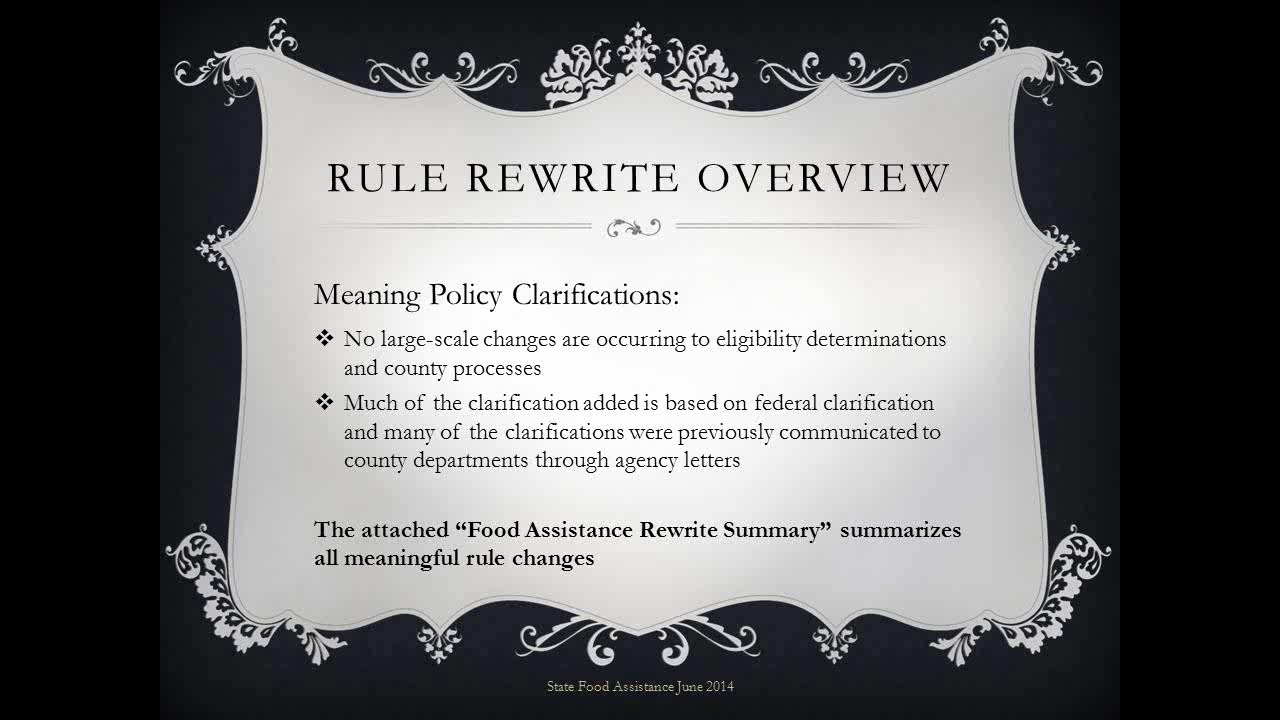 RULE REWRITE OVERVIEW
Meaning Policy Clarifications:
❖ No large-scale changes are occurring to eligibility determinations
and county processes
❖ Much of the clarification added is based on federal clarification
and many of the clarifications were previously communicated to
county departments through agency letters
The attached “Food Assistance Rewrite Summary” summarizes
all meaningful rule changes
State Food Assistance June 2014